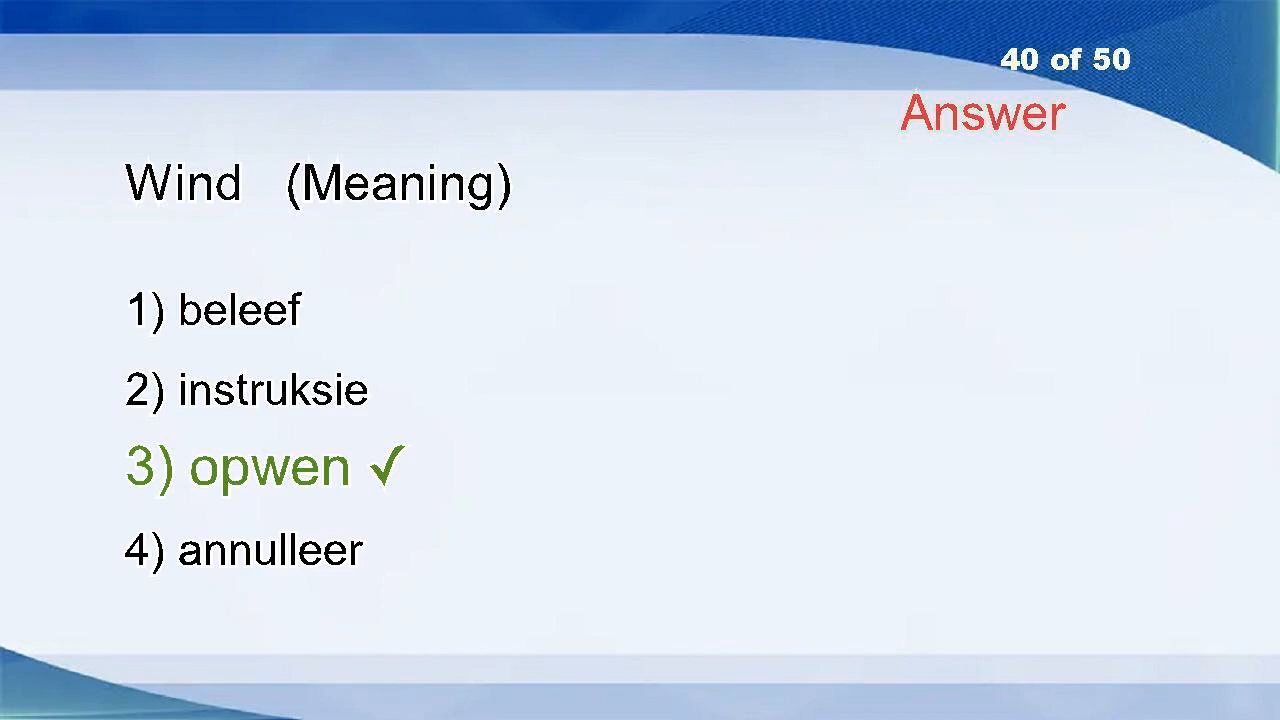 40 of 50
Answer
Wind (Meaning)
1) beleef
2) instruksie
3) opwen ✓
4) annulleer